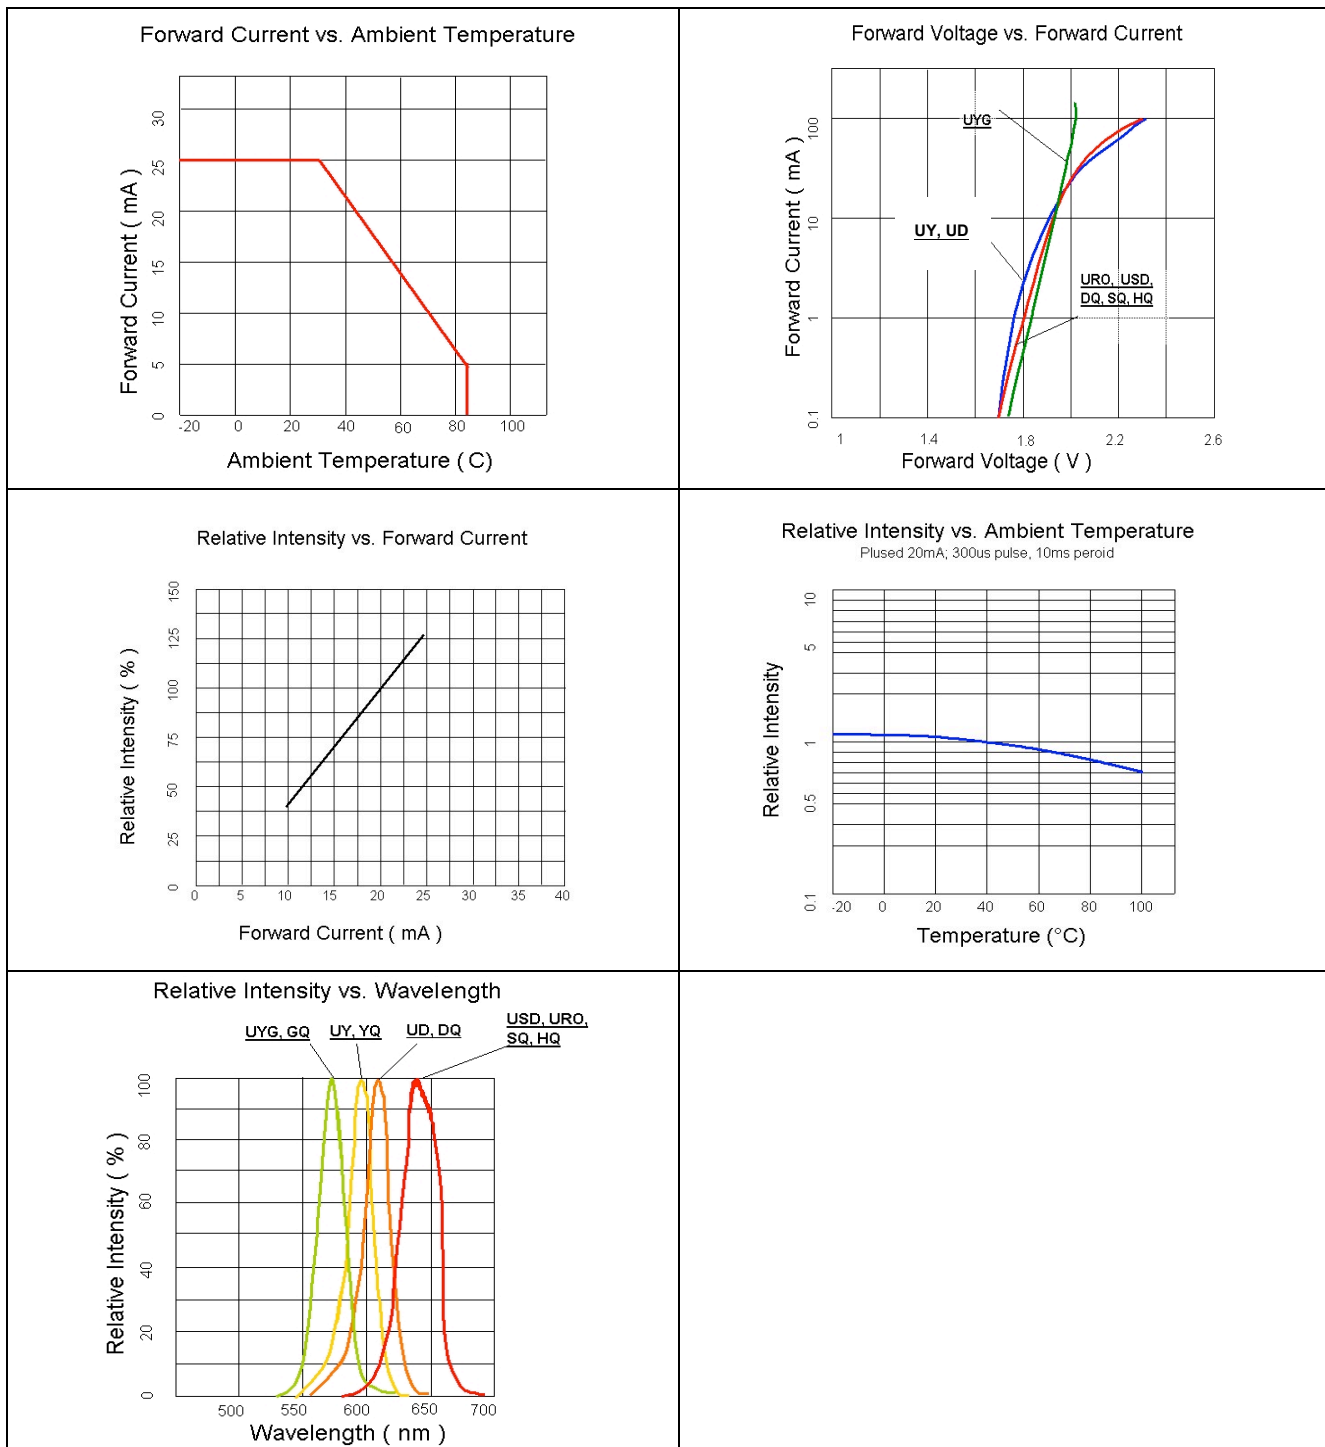 Forward Current vs. Ambient Temperature
30
25
20
15
10
5
0
Forward Current ( mA )
-20 0 20 40 60 80 100
Ambient Temperature ( C)
Forward Voltage vs. Forward Current
100
10
1
0.1
Forward Current ( mA )
UYG
UY, UD
URO, USD,
DQ, SQ, HQ
1 1.4 1.8 2.2 2.6
Forward Voltage ( V )
Relative Intensity vs. Forward Current
150
125
100
75
50
25
0
Relative Intensity ( % )
0 5 10 15 20 25 30 35 40
Forward Current ( mA )
Relative Intensity vs. Ambient Temperature
Plused 20mA; 300us pulse, 10ms peroid
10
5
1
0.5
0.1
Relative Intensity
-20 0 20 40 60 80 100
Temperature (°C)
Relative Intensity vs. Wavelength
UYG, GQ UY, YQ UD, DQ USD, URO,
SQ, HQ
100
80
60
40
20
0
Relative Intensity ( % )
500 550 600 650 700
Wavelength ( nm )